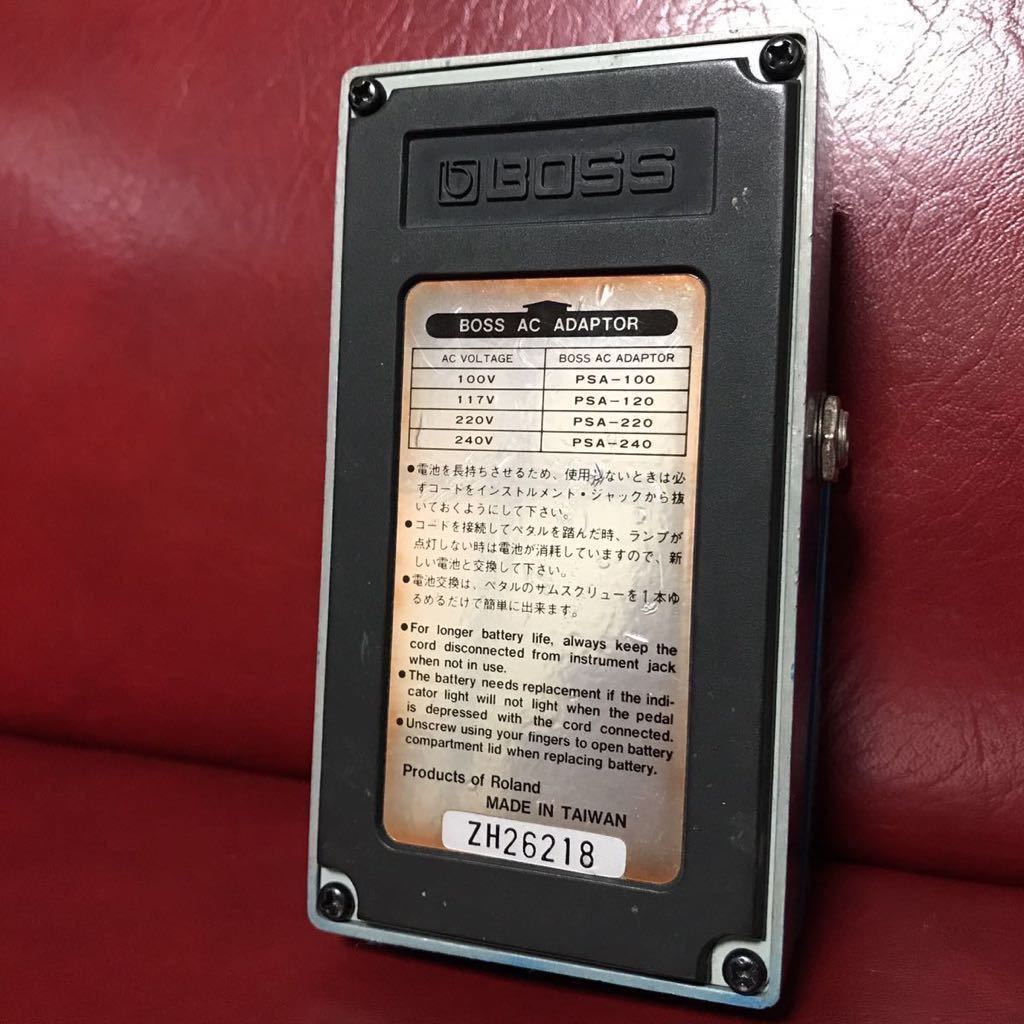 BOSS
BOSS AC ADAPTOR
AC VOLTAGE BOSS AC ADAPTOR
100V PSA-100
117V PSA-120
220V PSA-220
240V PSA-240
●電池を長持ちさせるため、使用しないときは必
ずコードをインストルメント・ジャックから抜
いておくようにして下さい。
●コードを接続してペタルを踏んだ時、ランプが
点灯しない時は電池が消耗していますので、新
しい電池と交換して下さい。
●電池交換は、ペタルのサムスクリューを1本ゆ
るめるだけで簡単に出来ます。
●For longer battery life, always keep the
cord disconnected from instrument jack
when not in use.
●The battery needs replacement if the indi-
cator light will not light when the pedal
is depressed with the cord connected.
●Unscrew using your fingers to open battery
compartment lid when replacing battery.
Products of Roland
MADE IN TAIWAN
ZH26218